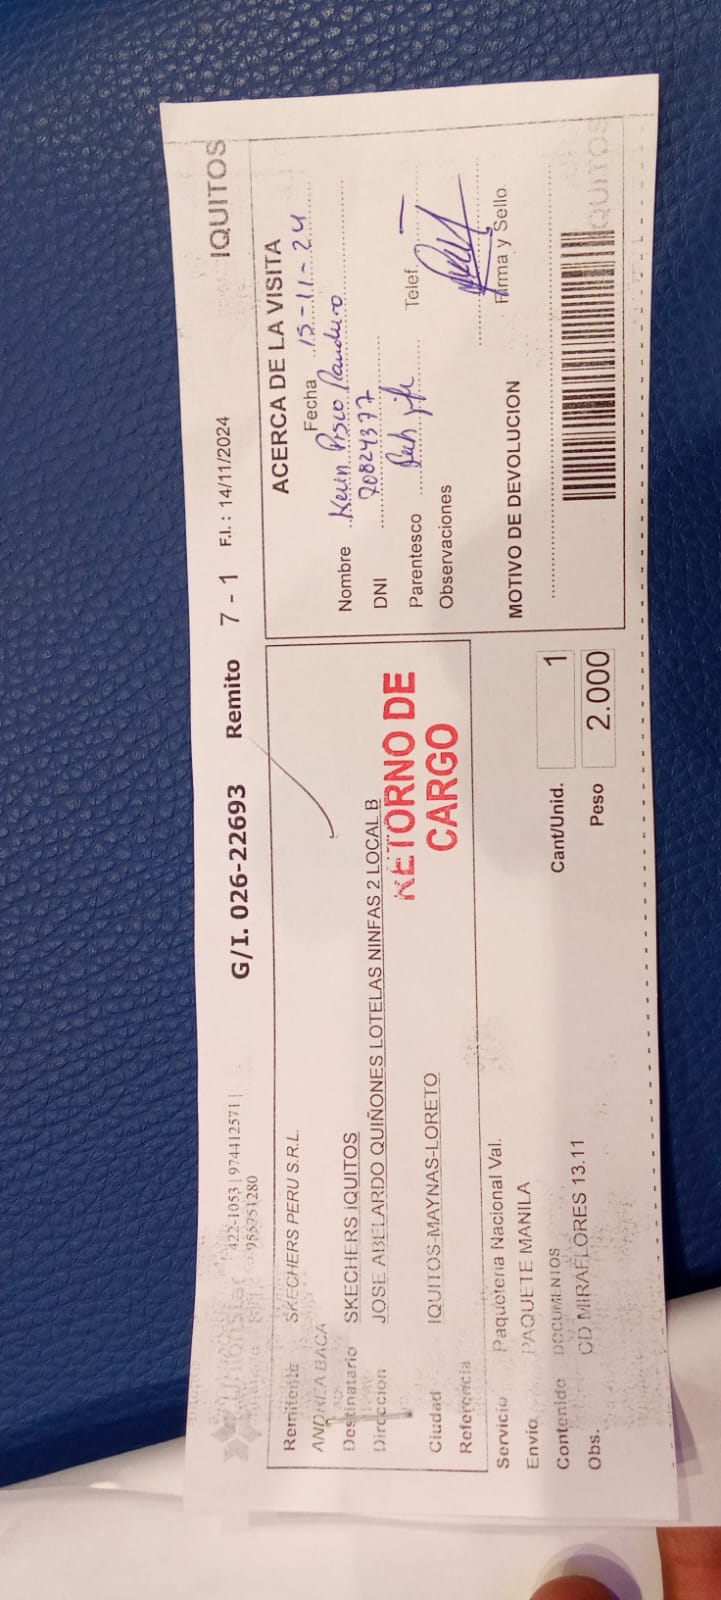 UNIONSTAR 422-1053 | 974412571 |
955751280
G/I. 026-22693 Remito 7 - 1 F.I. : 14/11/2024 IQUITOS
Remitente SKECHERS PERU S.R.L.
ANDREA BACA
Destinatario SKECHERS IQUITOS
Direccion JOSE ABELARDO QUIÑONES LOTELAS NINFAS 2 LOCAL B
Ciudad IQUITOS-MAYNAS-LORETO
Referencia
RETORNO DE
CARGO
Servicio Paqueteria Nacional Val.
Envío PAQUETE MANILA
Contenido DOCUMENTOS
Obs. CD MIRAFLORES 13.11
Cant/Unid. 1
Peso 2.000
ACERCA DE LA VISITA
Fecha 15-11-24
Nombre Kevin Pisco Panduro
DNI 70824377
Parentesco Telef.
Observaciones
Firma y Sello
MOTIVO DE DEVOLUCION
IQUITOS